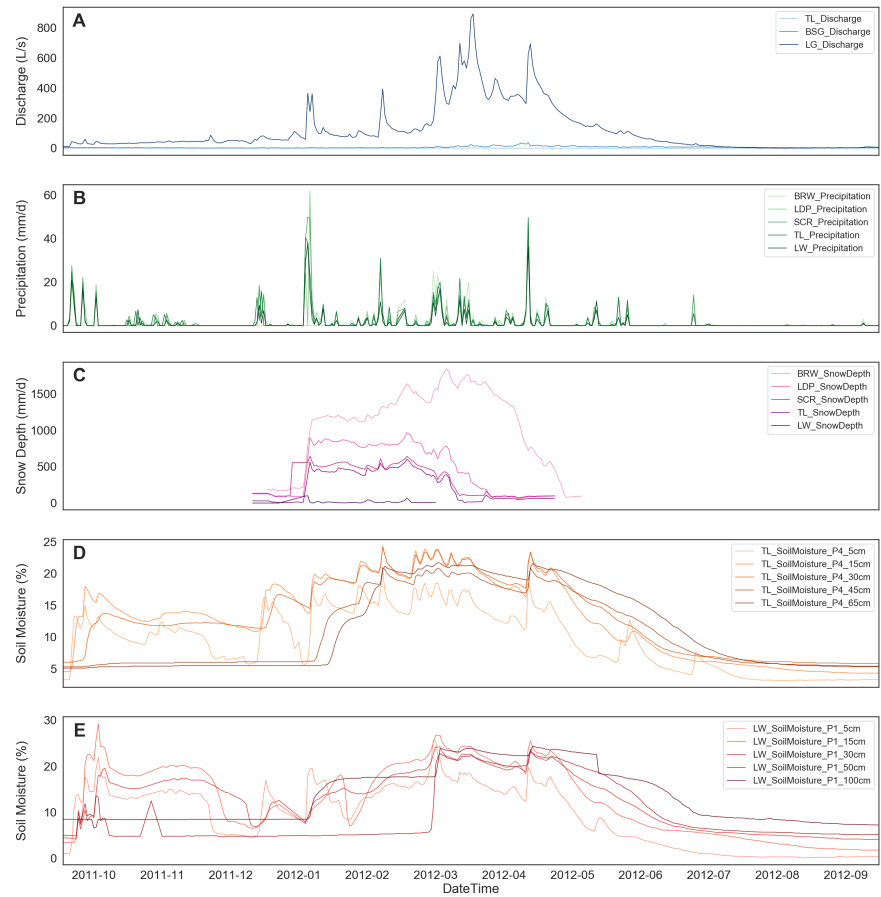 A
Discharge (L/s)
800
600
400
200
0
TL_Discharge
BSG_Discharge
LG_Discharge
B
Precipitation (mm/d)
60
40
20
0
BRW_Precipitation
LDP_Precipitation
SCR_Precipitation
TL_Precipitation
LW_Precipitation
C
Snow Depth (mm/d)
1500
1000
500
0
BRW_SnowDepth
LDP_SnowDepth
SCR_SnowDepth
TL_SnowDepth
LW_SnowDepth
D
Soil Moisture (%)
25
20
15
10
5
TL_SoilMoisture_P4_5cm
TL_SoilMoisture_P4_15cm
TL_SoilMoisture_P4_30cm
TL_SoilMoisture_P4_45cm
TL_SoilMoisture_P4_65cm
E
Soil Moisture (%)
30
20
10
0
LW_SoilMoisture_P1_5cm
LW_SoilMoisture_P1_15cm
LW_SoilMoisture_P1_30cm
LW_SoilMoisture_P1_50cm
LW_SoilMoisture_P1_100cm
2011-10 2011-11 2011-12 2012-01 2012-02 2012-03 2012-04 2012-05 2012-06 2012-07 2012-08 2012-09
DateTime